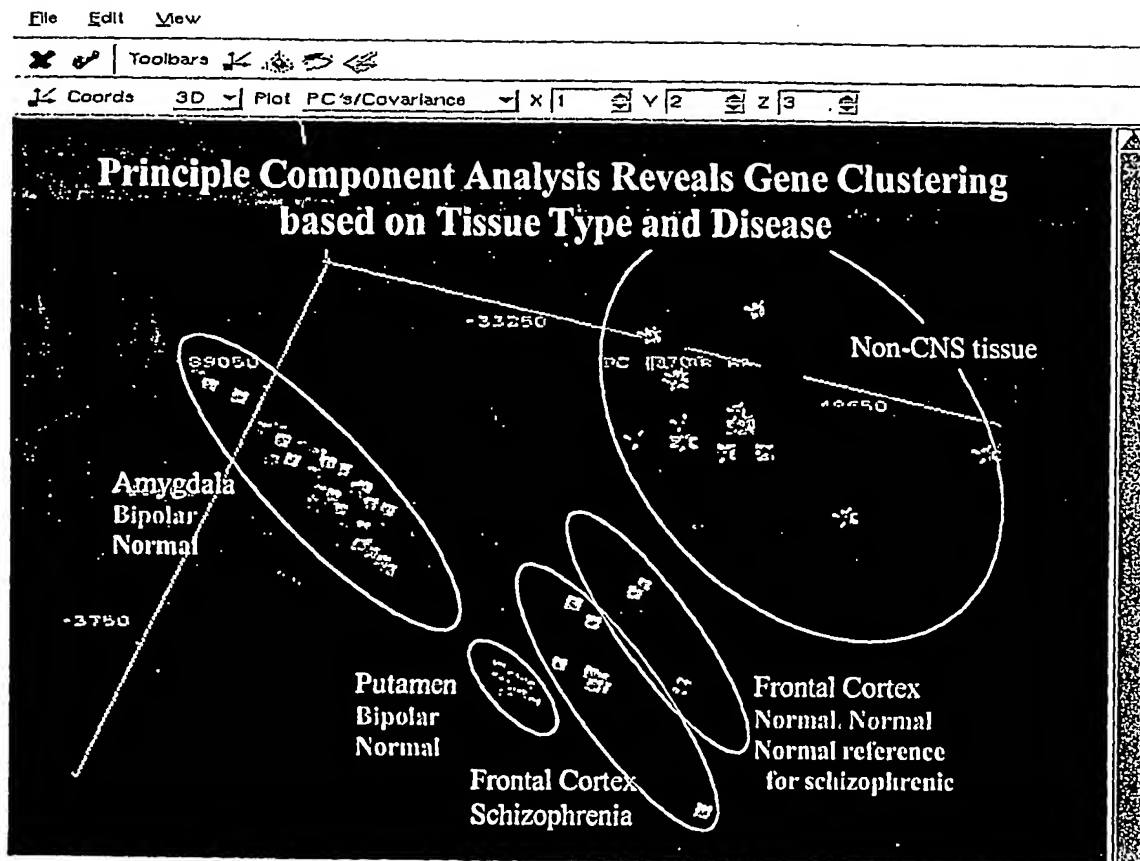 File Edit View
Toolbars
Coords 3D Plot PC's/Covariance X 1 Y 2 Z 3
Principle Component Analysis Reveals Gene Clustering
based on Tissue Type and Disease
-33250
Non-CNS tissue
89050
PC
Amygdala
Bipolar
Normal
-3750
Putamen
Bipolar
Normal
Frontal Cortex
Normal. Normal
Normal reference
for schizophrenic
Frontal Cortex
Schizophrenia